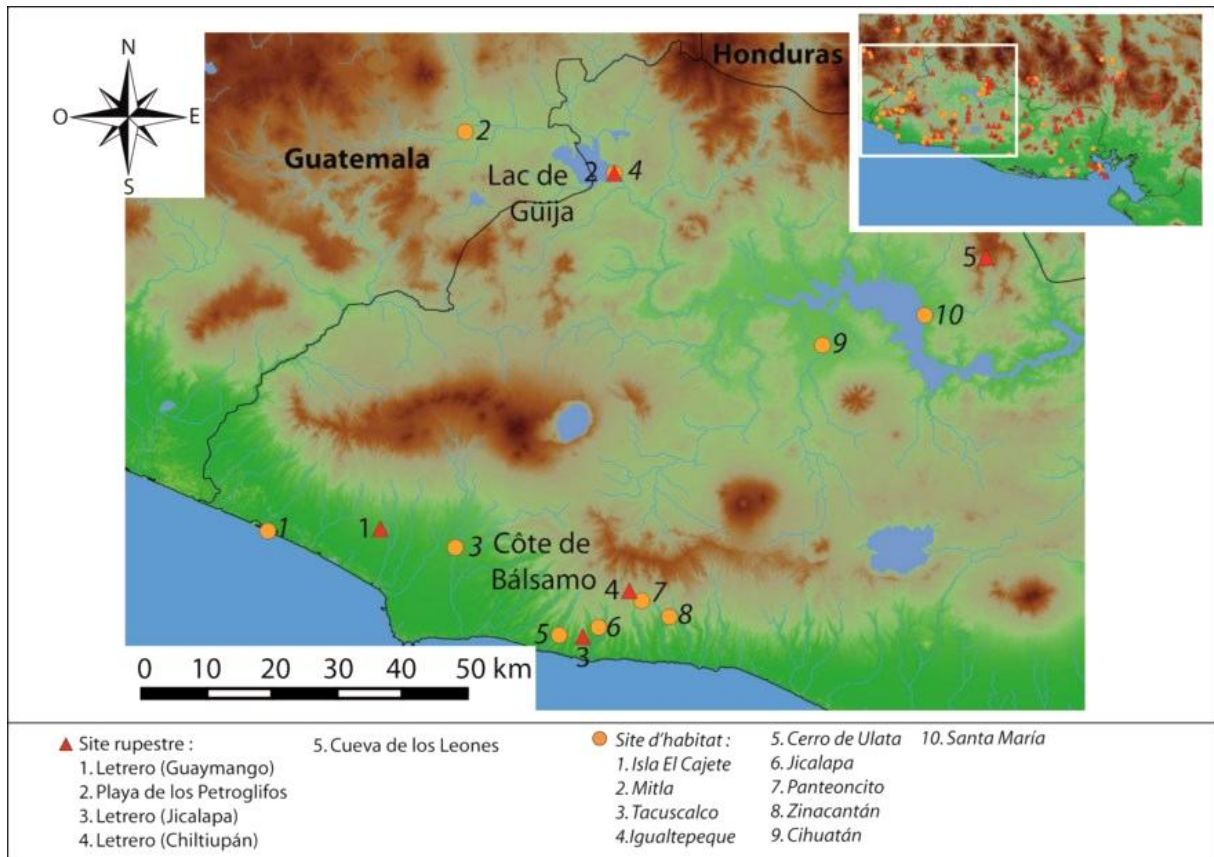 N
O
E
S
Honduras
Guatemala
2
Lac de
Güija
2
4
5
10
9
1
1
3
Côte de
Bálsamo
4
7
8
6
5
3
0 10 20 30 40 50 km
Site rupestre :
1. Letrero (Guaymango)
2. Playa de los Petroglifos
3. Letrero (Jicalapa)
4. Letrero (Chiltiupán)
5. Cueva de los Leones
Site d'habitat :
1. Isla El Cajete
2. Mitla
3. Tacuscalco
4. Igualtepeque
5. Cerro de Ulata
6. Jicalapa
7. Panteoncito
8. Zinacantán
9. Cihuatán
10. Santa María